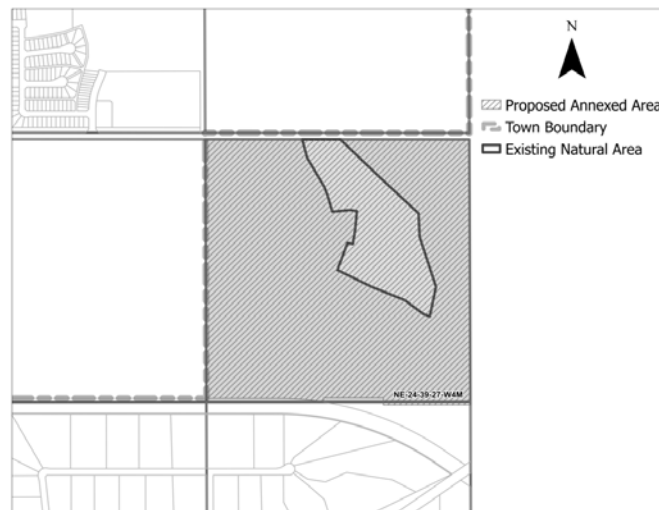 N
Proposed Annexed Area
Town Boundary
Existing Natural Area
NE-24-39-27-W4M